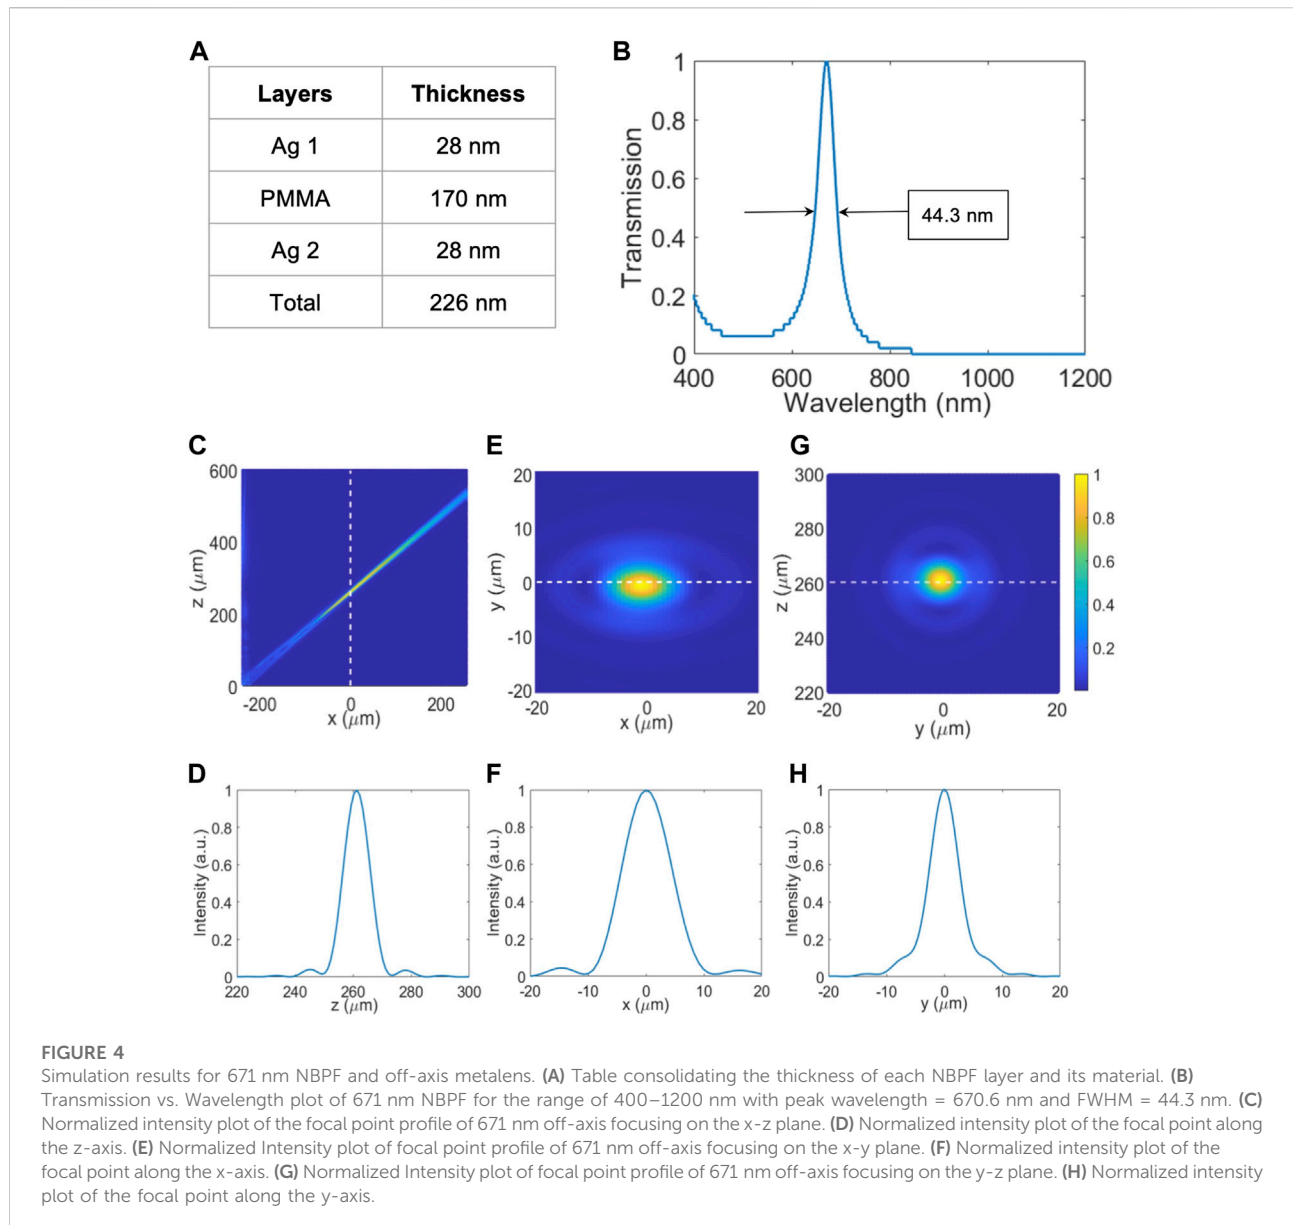 A
Layers Thickness
Ag 1 28 nm
PMMA 170 nm
Ag 2 28 nm
Total 226 nm
B
Transmission
1
0.8
0.6
0.4
0.2
0
44.3 nm
400 600 800 1000 1200
Wavelength (nm)
C
z (μm)
600
400
200
0
-200 0 200
x (μm)
E
y (μm)
20
10
0
-10
-20
-20 0 20
x (μm)
G
z (μm)
300
280
260
240
220
-20 0 20
y (μm)
1
0.8
0.6
0.4
0.2
D
Intensity (a.u.)
1
0.8
0.6
0.4
0.2
0
220 240 260 280 300
z (μm)
F
Intensity (a.u.)
1
0.8
0.6
0.4
0.2
0
-20 -10 0 10 20
x (μm)
H
Intensity (a.u.)
1
0.8
0.6
0.4
0.2
0
-20 -10 0 10 20
y (μm)
FIGURE 4
Simulation results for 671 nm NBPF and off-axis metalens. (A) Table consolidating the thickness of each NBPF layer and its material. (B)
Transmission vs. Wavelength plot of 671 nm NBPF for the range of 400–1200 nm with peak wavelength = 670.6 nm and FWHM = 44.3 nm. (C)
Normalized intensity plot of the focal point profile of 671 nm off-axis focusing on the x-z plane. (D) Normalized intensity plot of the focal point along
the z-axis. (E) Normalized Intensity plot of focal point profile of 671 nm off-axis focusing on the x-y plane. (F) Normalized intensity plot of the
focal point along the x-axis. (G) Normalized Intensity plot of focal point profile of 671 nm off-axis focusing on the y-z plane. (H) Normalized intensity
plot of the focal point along the y-axis.